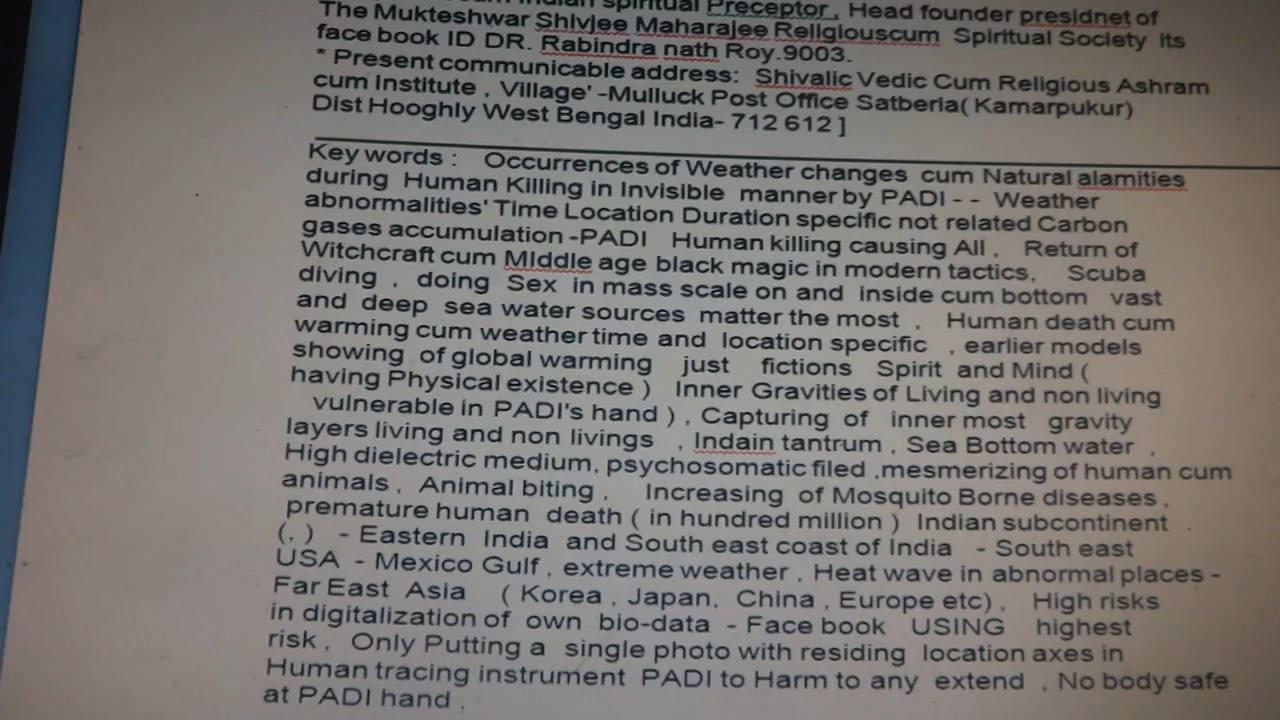 Indian spiritual Preceptor , Head founder presidnet of
The Mukteshwar Shivjee Maharajee Religiouscum Spiritual Society its
face book ID DR. Rabindra nath Roy.9003.
* Present communicable address: Shivalic Vedic Cum Religious Ashram
cum Institute , Village' -Mulluck Post Office Satberia( Kamarpukur)
Dist Hooghly West Bengal India- 712 612 ]
Key words : Occurrences of Weather changes cum Natural alamities
during Human Killing in Invisible manner by PADI - - Weather
abnormalities' Time Location Duration specific not related Carbon
gases accumulation -PADI Human killing causing All , Return of
Witchcraft cum MIddle age black magic in modern tactics, Scuba
diving , doing Sex in mass scale on and inside cum bottom vast
and deep sea water sources matter the most , Human death cum
warming cum weather time and location specific , earlier models
showing of global warming just fictions Spirit and Mind (
having Physical existence ) Inner Gravities of Living and non living
vulnerable in PADI's hand ) , Capturing of inner most gravity
layers living and non livings , Indain tantrum , Sea Bottom water ,
High dielectric medium, psychosomatic filed ,mesmerizing of human cum
animals , Animal biting , Increasing of Mosquito Borne diseases ,
premature human death ( in hundred million ) Indian subcontinent
(, ) - Eastern India and South east coast of India - South east
USA - Mexico Gulf , extreme weather , Heat wave in abnormal places -
Far East Asia ( Korea , Japan, China , Europe etc) , High risks
in digitalization of own bio-data - Face book USING highest
risk , Only Putting a single photo with residing location axes in
Human tracing instrument PADI to Harm to any extend , No body safe
at PADI hand ,